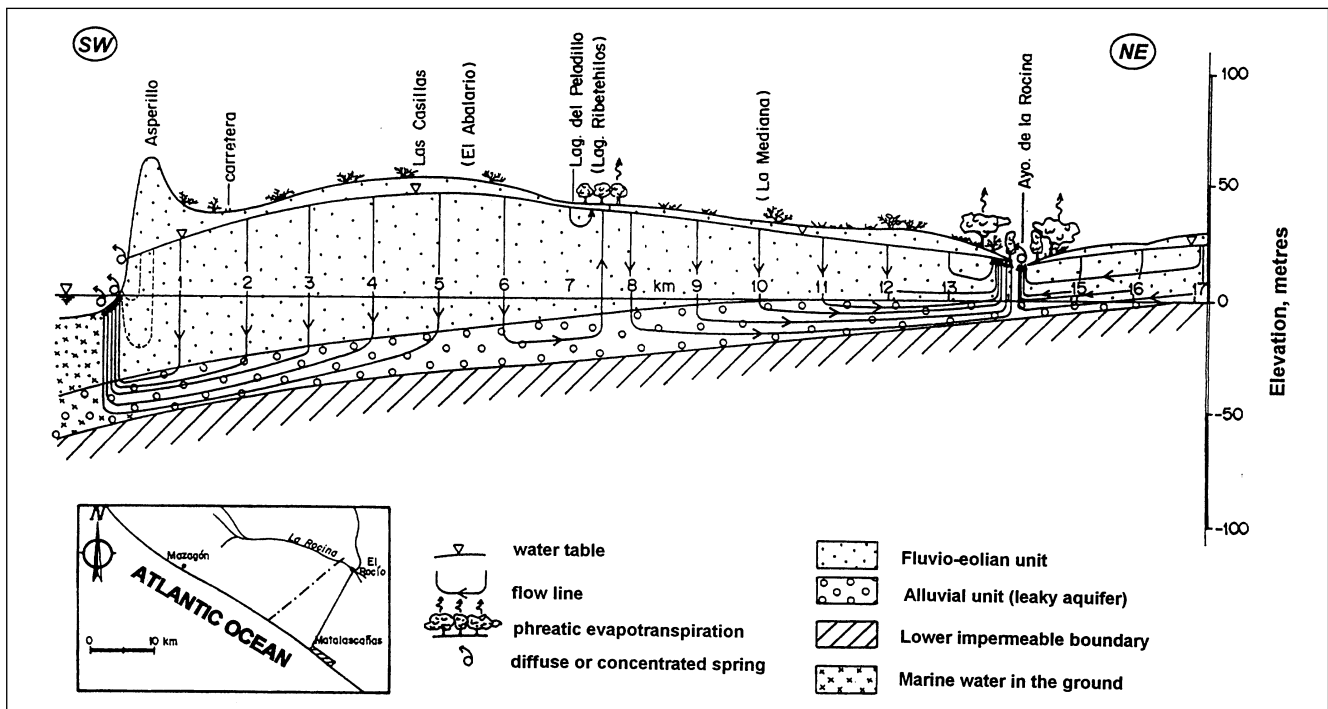 SW
NE
Asperillo
carretera
Las Casillas
(El Abalario)
Lag. del Peladillo
(Lag. Ribetehilos)
(La Mediana)
Ayo. de la Rocina
100
50
0
-50
-100
Elevation, metres
2 3 4 5 6 7 8 km 9 10 11 12 13 15 16 17
N
Mazagón
La Rocina
El Rocío
ATLANTIC OCEAN
Matalascañas
0 10 km
water table
flow line
phreatic evapotranspiration
diffuse or concentrated spring
Fluvio-eolian unit
Alluvial unit (leaky aquifer)
Lower impermeable boundary
Marine water in the ground